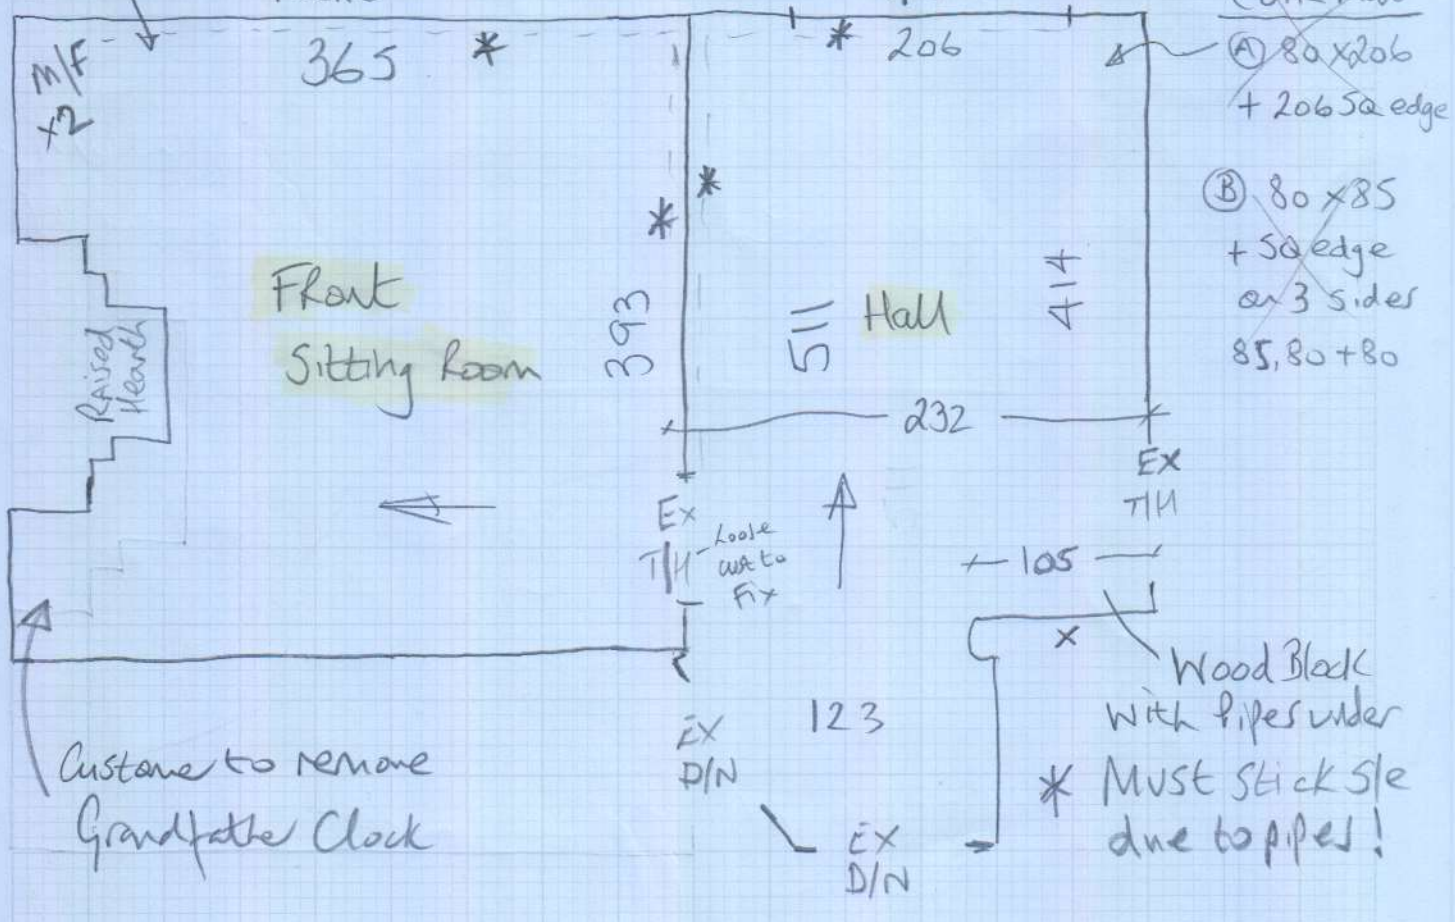 M/F
+2
365
*
*
206
Ⓐ 80 x 206
+ 206 SQ edge
*
*
Ⓑ 80 x 85
+ SQ edge
on 3 sides
85, 80 + 80
FRont
Sitting Room
Raised
Hearth
393
511
Hall
414
232
Ex
T/H
Loose
cut to
Fix
EX
T/H
105
x
Wood Block
with Pipes under
* Must Stick S/e
due to pipes!
123
EX
D/N
EX
D/N
Custome to remove
Grandfather Clock